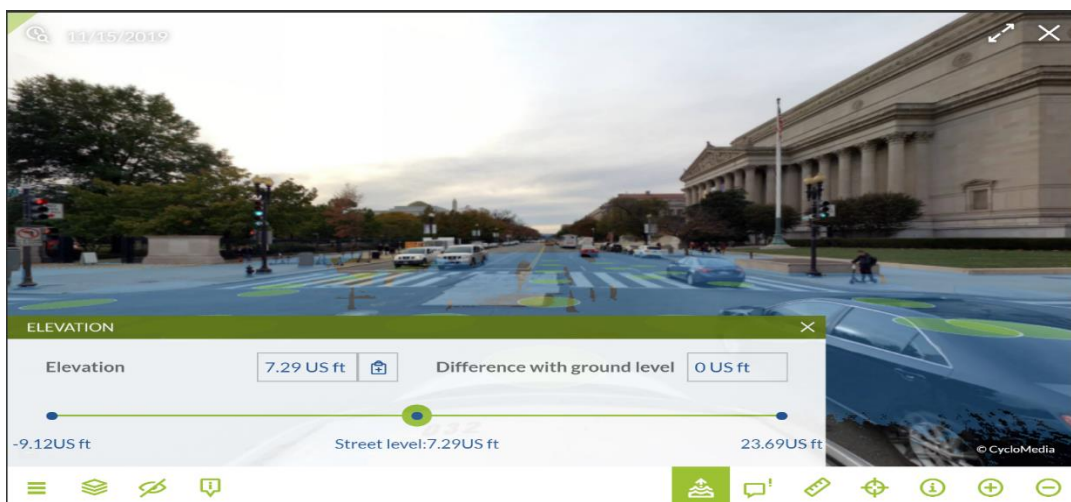 11/15/2019
ELEVATION
Elevation 7.29 US ft Difference with ground level 0 US ft
-9.12US ft Street level:7.29US ft 23.69US ft
© CycloMedia